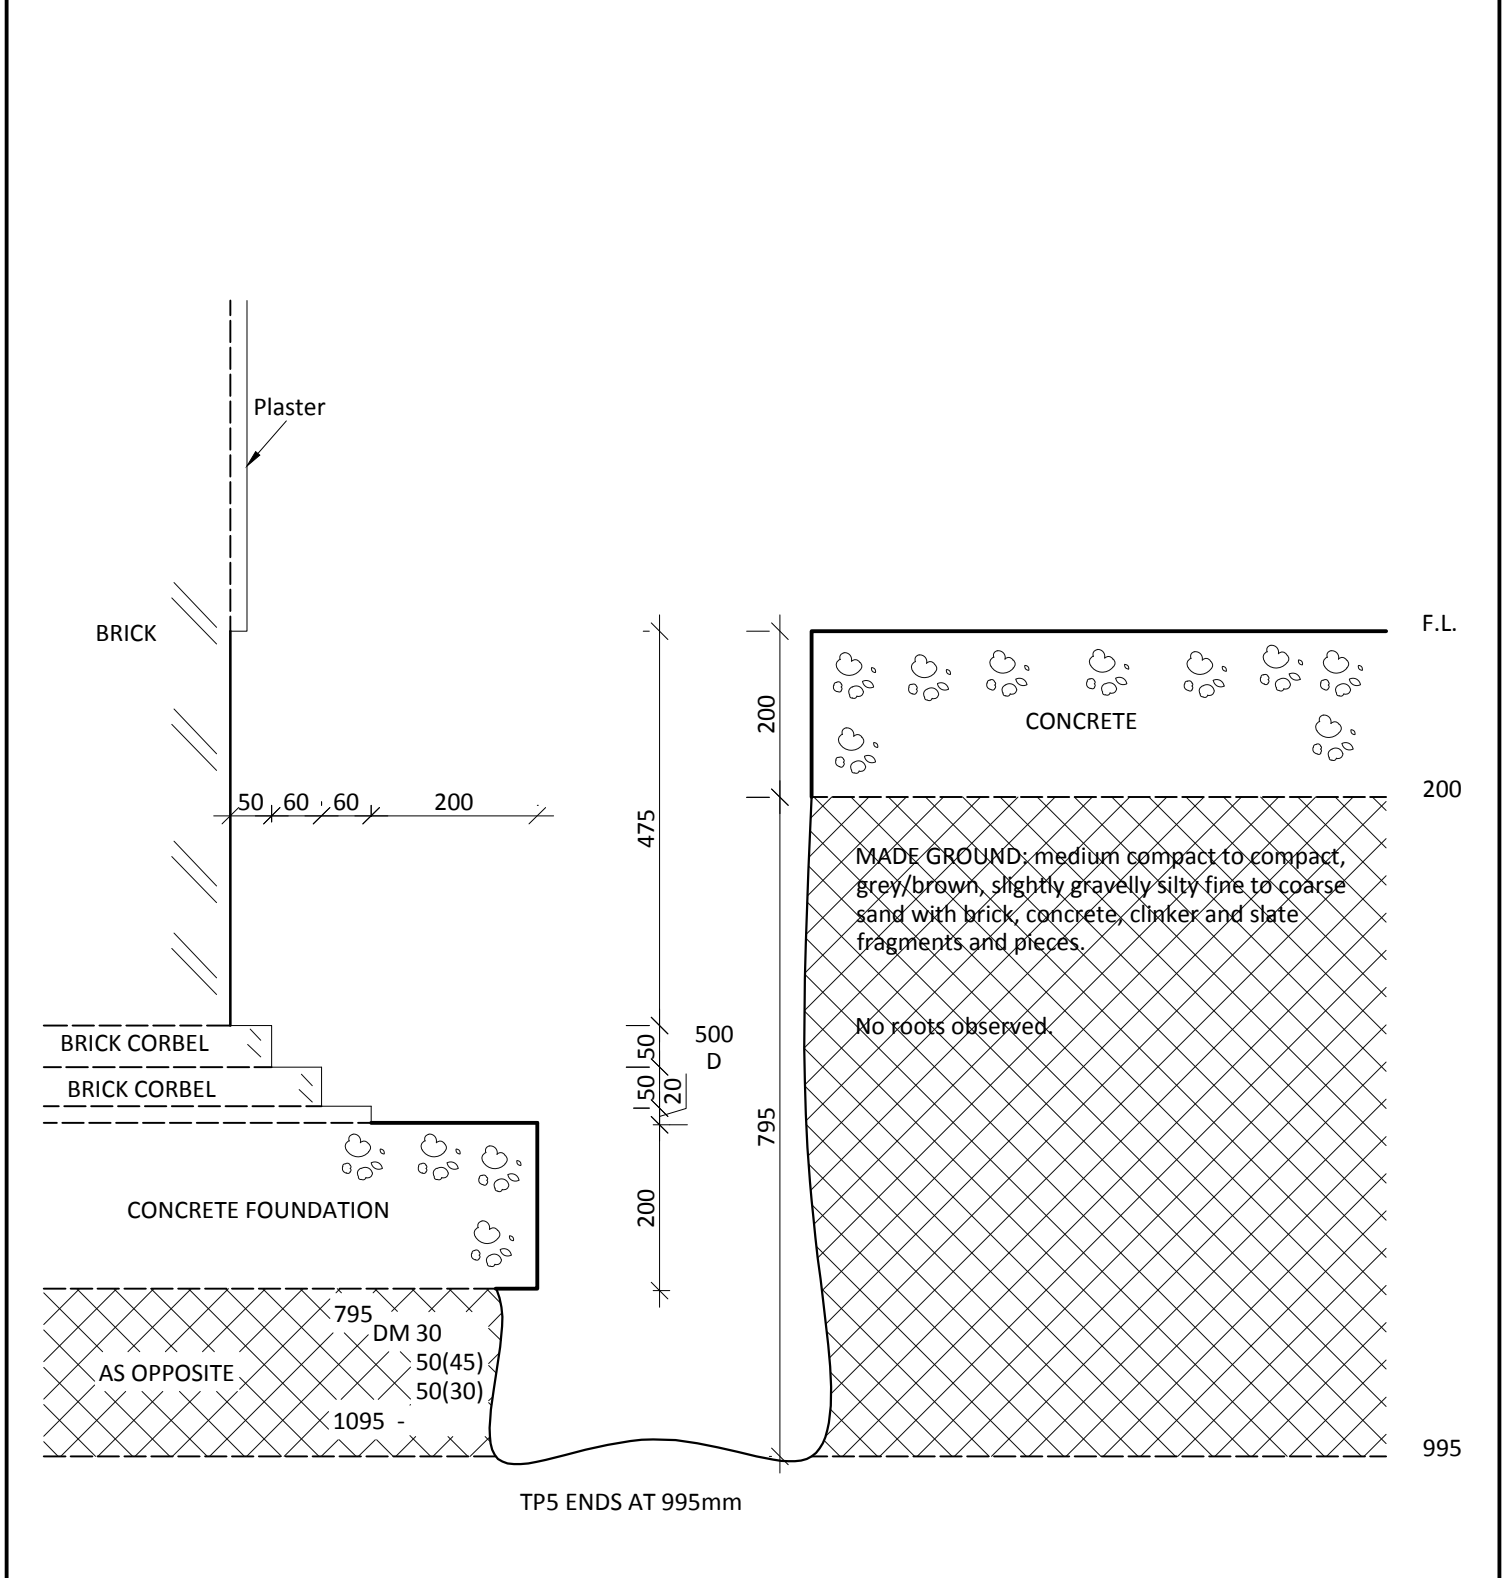 Plaster
BRICK
F.L.
200
CONCRETE
200
50 60 60 200
475
MADE GROUND: medium compact to compact,
grey/brown, slightly gravelly silty fine to coarse
sand with brick, concrete, clinker and slate
fragments and pieces.
No roots observed.
BRICK CORBEL
50
500
D
BRICK CORBEL
50
20
795
200
CONCRETE FOUNDATION
795
DM 30
50(45)
AS OPPOSITE
50(30)
1095 -
995
TP5 ENDS AT 995mm